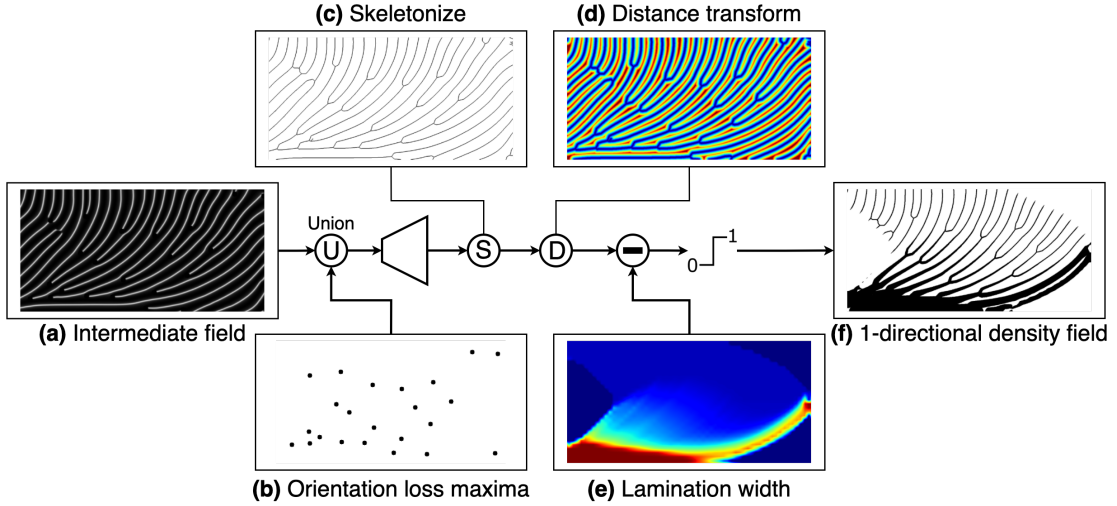 (c) Skeletonize
(d) Distance transform
Union
U
S
D
0
1
(a) Intermediate field
(f) 1-directional density field
(b) Orientation loss maxima
(e) Lamination width